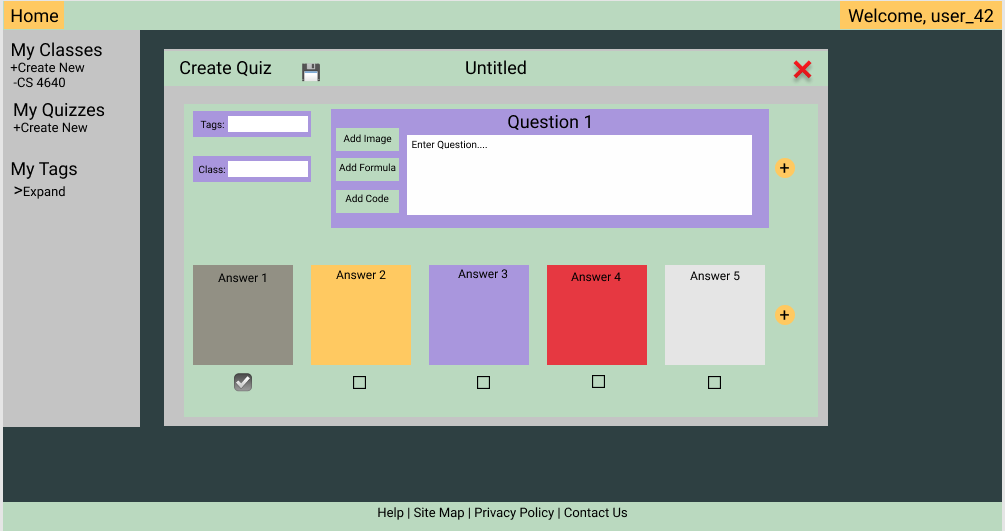 Home
Welcome, user_42
My Classes
+Create New
-CS 4640
My Quizzes
+Create New
My Tags
>Expand
Create Quiz
Untitled
Tags:
Class:
Question 1
Add Image
Add Formula
Add Code
Enter Question....
+
Answer 1
Answer 2
Answer 3
Answer 4
Answer 5
+
Help | Site Map | Privacy Policy | Contact Us